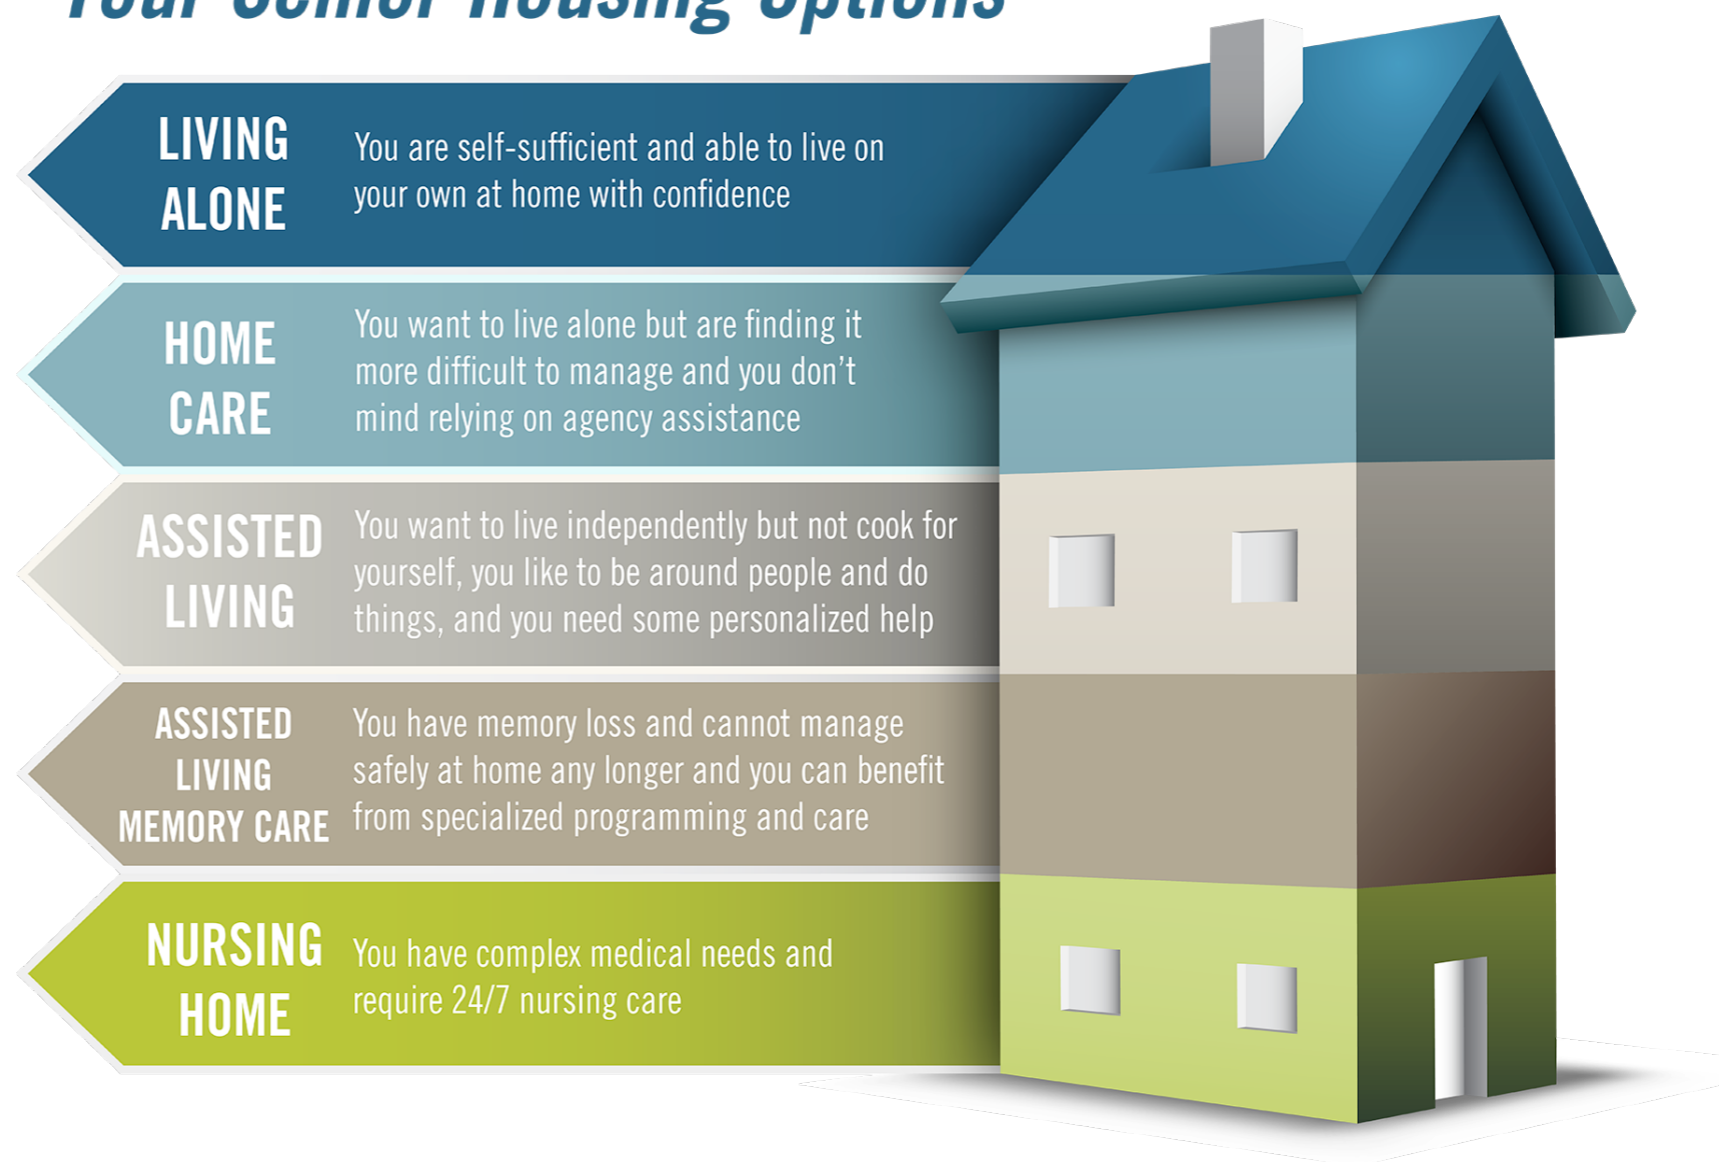 Your Senior Housing Options
LIVING
ALONE
You are self-sufficient and able to live on
your own at home with confidence
HOME
CARE
You want to live alone but are finding it
more difficult to manage and you don’t
mind relying on agency assistance
ASSISTED
LIVING
You want to live independently but not cook for
yourself, you like to be around people and do
things, and you need some personalized help
ASSISTED
LIVING
MEMORY CARE
You have memory loss and cannot manage
safely at home any longer and you can benefit
from specialized programming and care
NURSING
HOME
You have complex medical needs and
require 24/7 nursing care